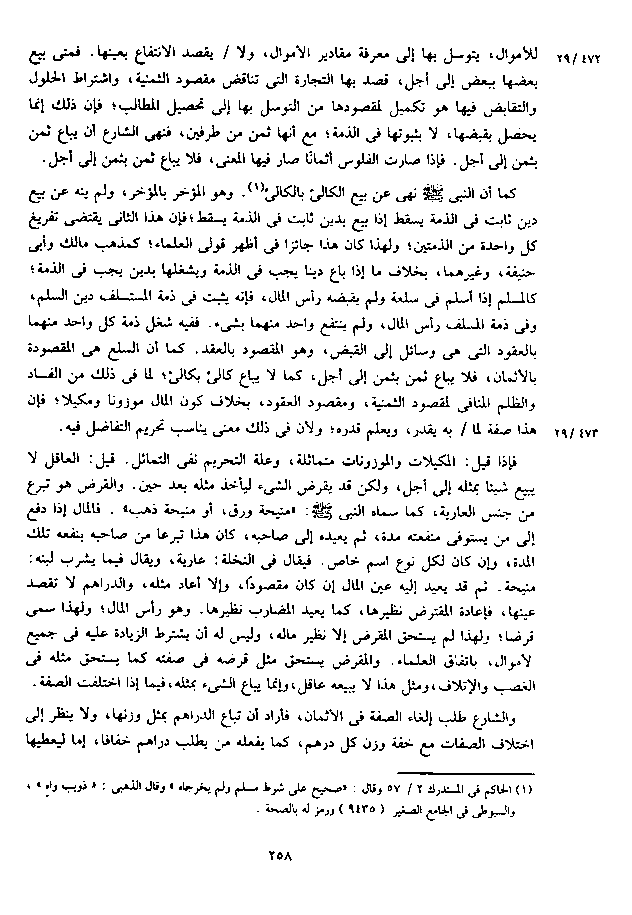 ٢٩/٤٧٢ للأموال، يتوسل بها إلى معرفة مقادير الأموال، ولا / يقصد الانتفاع بعينها. فمتى بيع
بعضها ببعض إلى أجل، قصد بها التجارة التى تناقض مقصود الثمنية، واشتراط الحلول
والتقابض فيها هو تكميل لمقصودها من التوسل بها إلى تحصيل المطالب؛ فإن ذلك إنما
يحصل بقبضها، لا بثبوتها فى الذمة؛ مع أنها ثمن من طرفين، فنهى الشارع أن يباع ثمن
بثمن إلى أجل. فإذا صارت الفلوس أثمانًا صار فيها المعنى، فلا يباع ثمن بثمن إلى أجل.
كما أن النبى ﷺ نهى عن بيع الكالئ بالكالئ(١). وهو المؤخر بالمؤخر، ولم ينه عن بيع
دين ثابت فى الذمة يسقط إذا بيع بدين ثابت فى الذمة يسقط؛ فإن هذا الثانى يقتضى تفريغ
كل واحدة من الذمتين؛ ولهذا كان هذا جائزا فى أظهر قولى العلماء؛ كمذهب مالك وأبى
حنيفة، وغيرهما، بخلاف ما إذا باع دينا يجب فى الذمة ويشغلها بدين يجب فى الذمة؛
كالمسلم إذا أسلم فى سلعة ولم يقبضه رأس المال، فإنه يثبت فى ذمة المستسلف دين السلم،
وفى ذمة المسلف رأس المال، ولم ينتفع واحد منهما بشىء. ففيه شغل ذمة كل واحد منهما
بالعقود التى هى وسائل إلى القبض، وهو المقصود بالعقد. كما أن السلع هى المقصودة
بالأثمان، فلا يباع ثمن بثمن إلى أجل، كما لا يباع كالئ بكالئ؛ لما فى ذلك من الفساد
والظلم المنافى لمقصود الثمنية، ومقصود العقود، بخلاف كون المال موزونا ومكيلا؛ فإن
٢٩/٤٧٣ هذا صفة لما / به يقدر، ويعلم قدره؛ ولأن فى ذلك معنى يناسب تحريم التفاضل فيه.
فإذا قيل: المكيلات والموزونات متماثلة، وعلة التحريم نفى التماثل. قيل: العاقل لا
يبيع شيئا بمثله إلى أجل، ولكن قد يقرض الشىء ليأخذ مثله بعد حين. والقرض هو تبرع
من جنس العارية، كما سماه النبى ﷺ: «منيحة ورق، أو منيحة ذهب». فالمال إذا دفع
إلى من يستوفى منفعته مدة، ثم يعيده إلى صاحبه، كان هذا تبرعا من صاحبه بنفعه تلك
المدة، وإن كان لكل نوع اسم خاص. فيقال فى النخلة: عارية، ويقال فيما يشرب لبنه:
منيحة. ثم قد يعيد إليه عين المال إن كان مقصودًا، وإلا أعاد مثله، والدراهم لا تقصد
عينها، فإعادة المقترض نظيرها، كما يعيد المضارب نظيرها. وهو رأس المال؛ ولهذا سمى
قرضا؛ ولهذا لم يستحق المقرض إلا نظير ماله، وليس له أن يشترط الزيادة عليه فى جميع
لأموال، باتفاق العلماء. والمقرض يستحق مثل قرضه فى صفته كما يستحق مثله فى
الغصب والإتلاف، ومثل هذا لا يبيعه عاقل، وإنما يباع الشىء بمثله، فيما إذا اختلفت الصفة.
والشارع طلب إلغاء الصفة فى الأثمان، فأراد أن تباع الدراهم بمثل وزنها، ولا ينظر إلى
اختلاف الصفات مع خفة وزن كل درهم، كما يفعله من يطلب دراهم خفافا، إما ليعطيها
(١) الحاكم فى المستدرك ٢ / ٥٧ وقال: «صحيح على شرط مسلم ولم يخرجاه» وقال الذهبى: «ذويب واه»،
والسيوطى فى الجامع الصغير (٩٤٣٥) ورمز له بالصحة.
٢٥٨